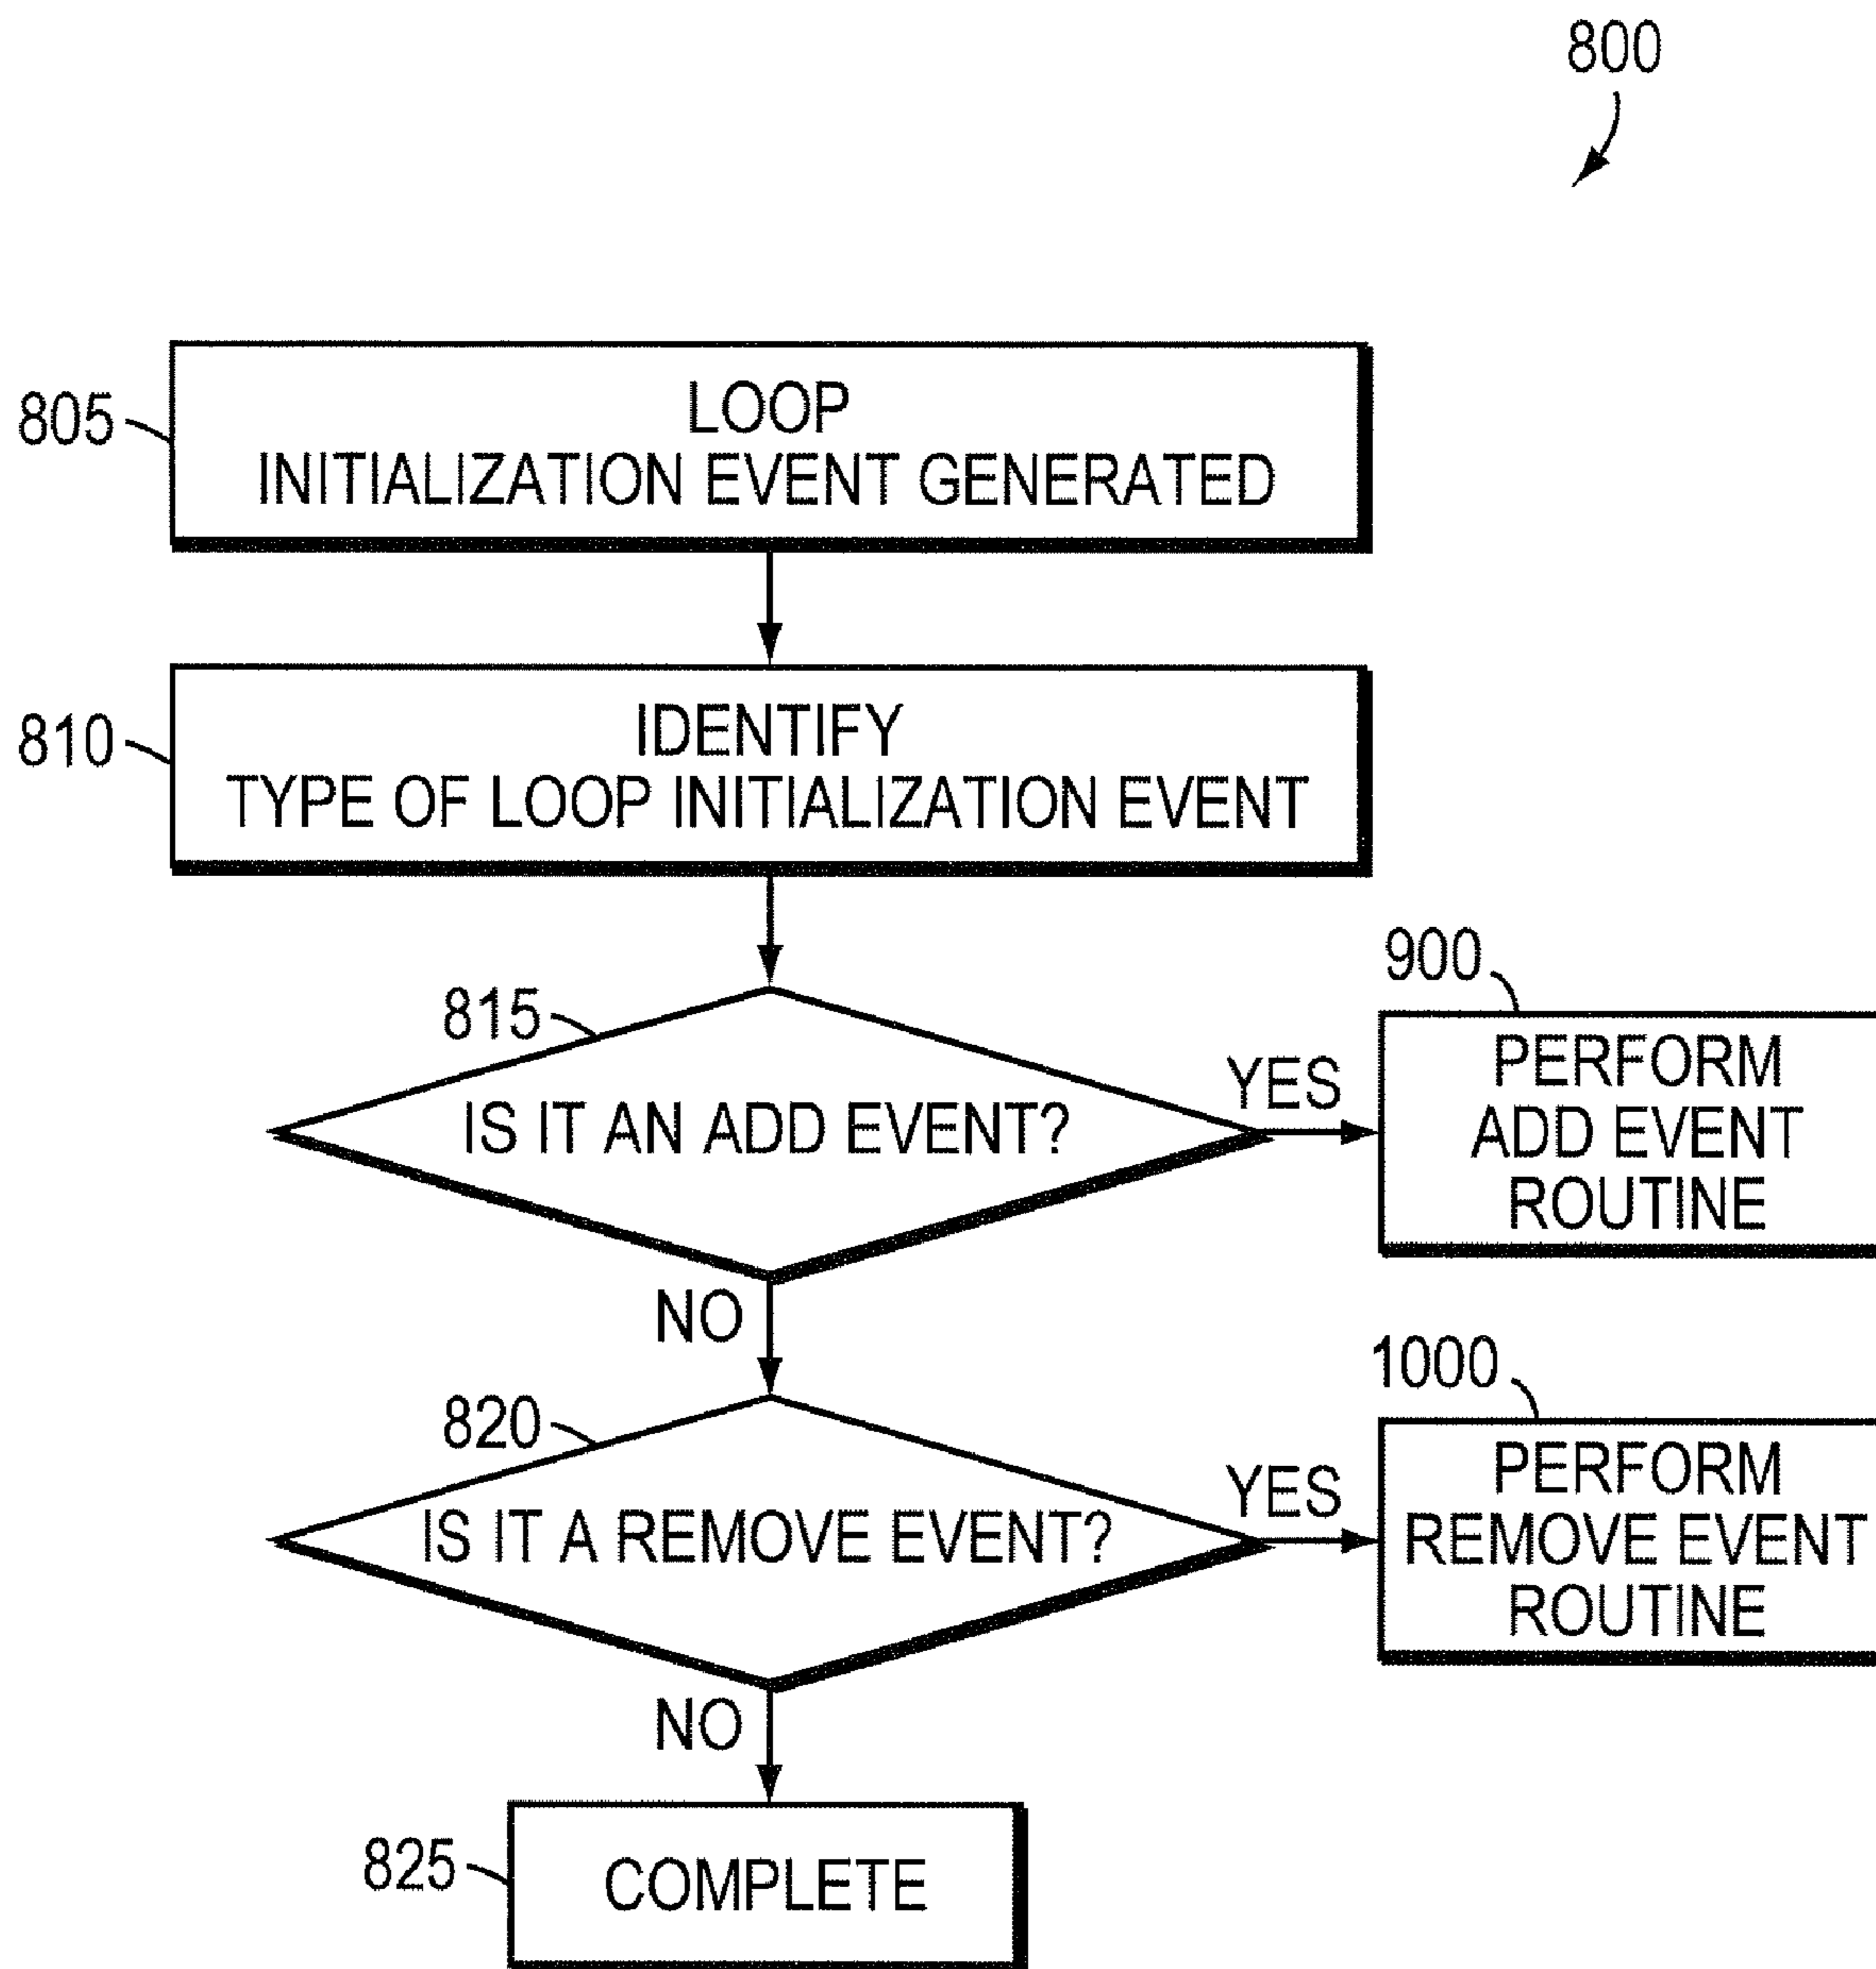 800
805
LOOP
INITIALIZATION EVENT GENERATED
810
IDENTIFY
TYPE OF LOOP INITIALIZATION EVENT
815
IS IT AN ADD EVENT?
YES
900
PERFORM
ADD EVENT
ROUTINE
NO
820
IS IT A REMOVE EVENT?
YES
1000
PERFORM
REMOVE EVENT
ROUTINE
NO
825
COMPLETE